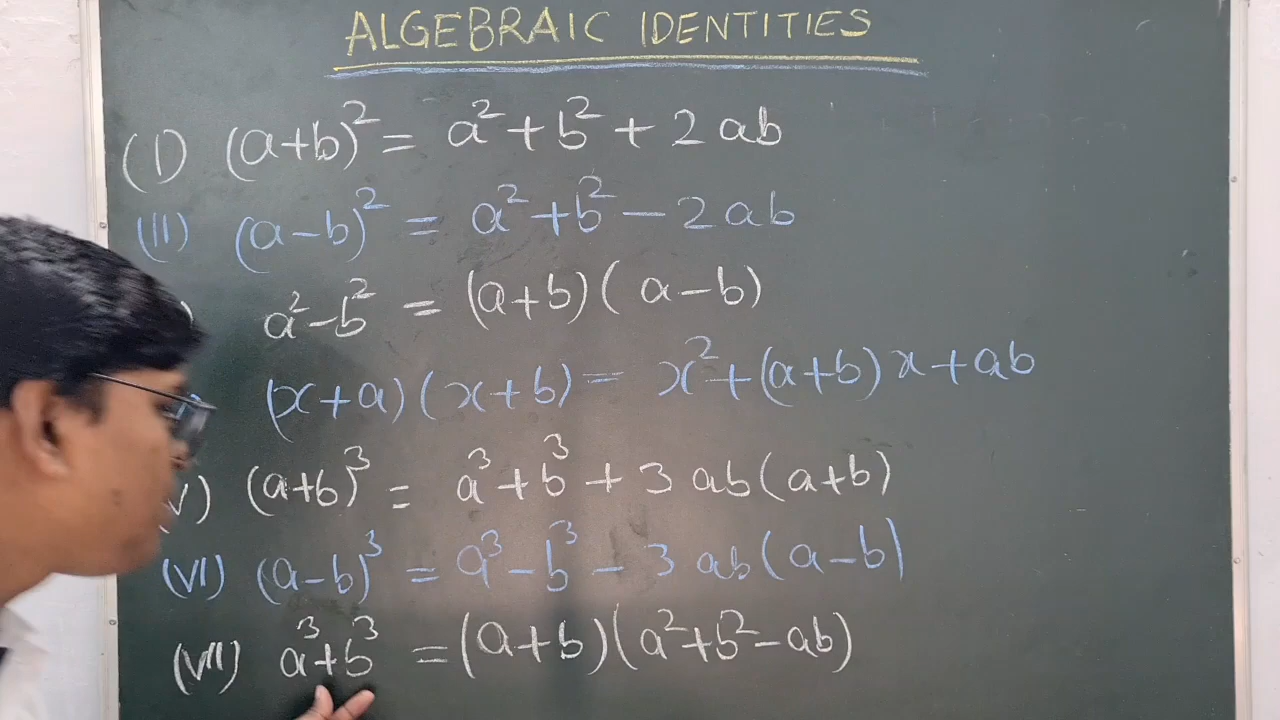 ALGEBRAIC IDENTITIES
(I) (a+b)² = a² + b² + 2ab
(II) (a-b)² = a² + b² - 2ab
) a² - b² = (a+b)(a-b)
(x+a)(x+b) = x² + (a+b)x + ab
V) (a+b)³ = a³ + b³ + 3ab(a+b)
(VI) (a-b)³ = a³ - b³ - 3ab(a-b)
(VII) a³ + b³ = (a+b)(a² + b² - ab)